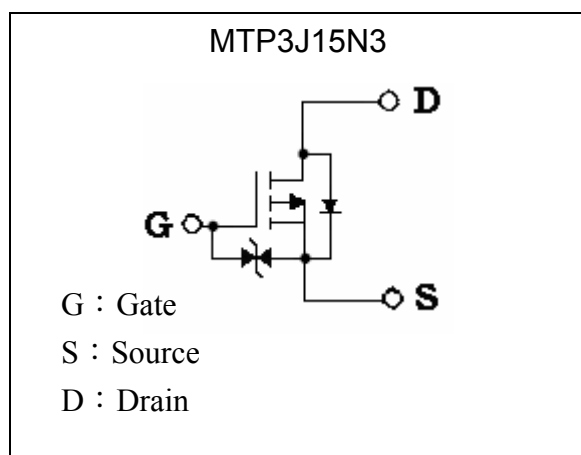 MTP3J15N3
D
G
S
G：Gate
S：Source
D：Drain